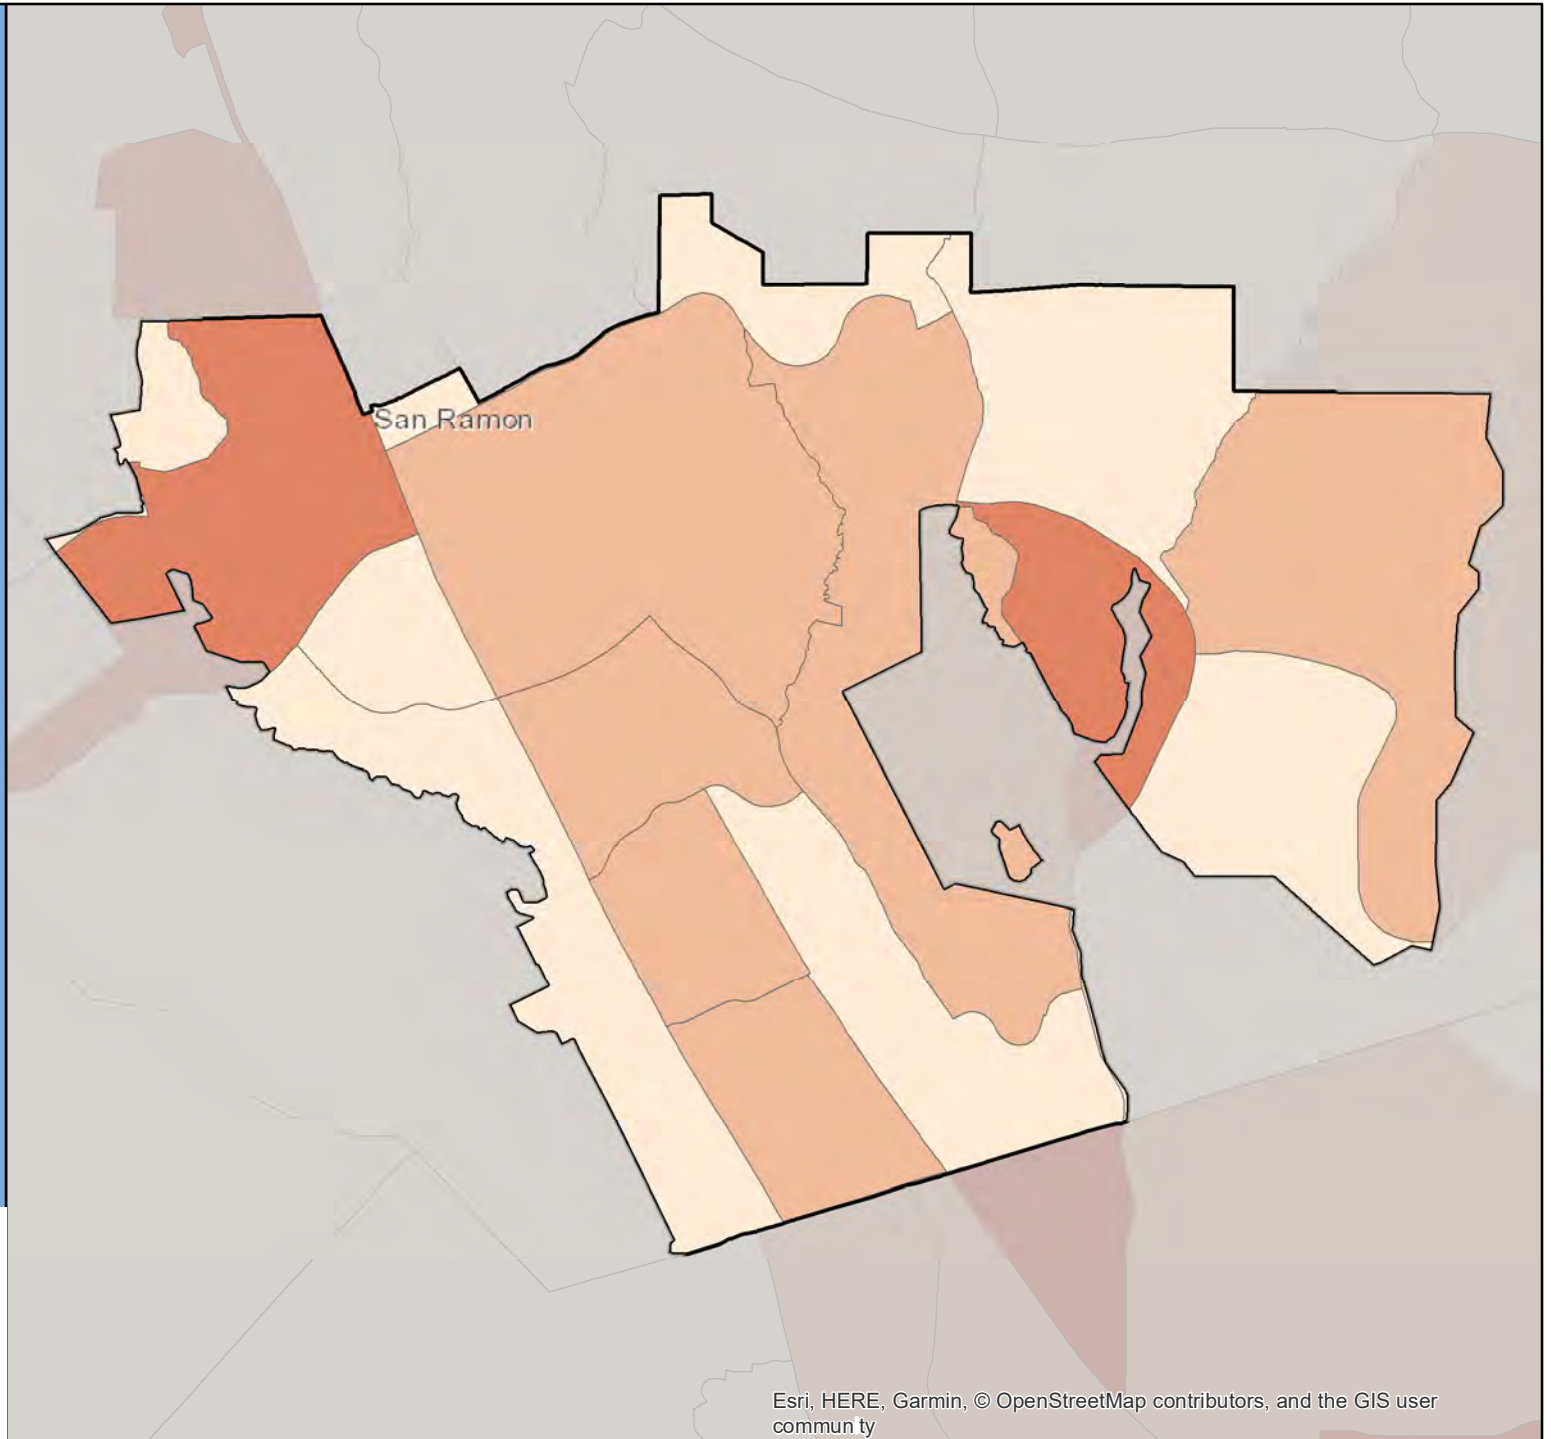 San Ramon
Esri, HERE, Garmin, © OpenStreetMap contributors, and the GIS user
commun ty